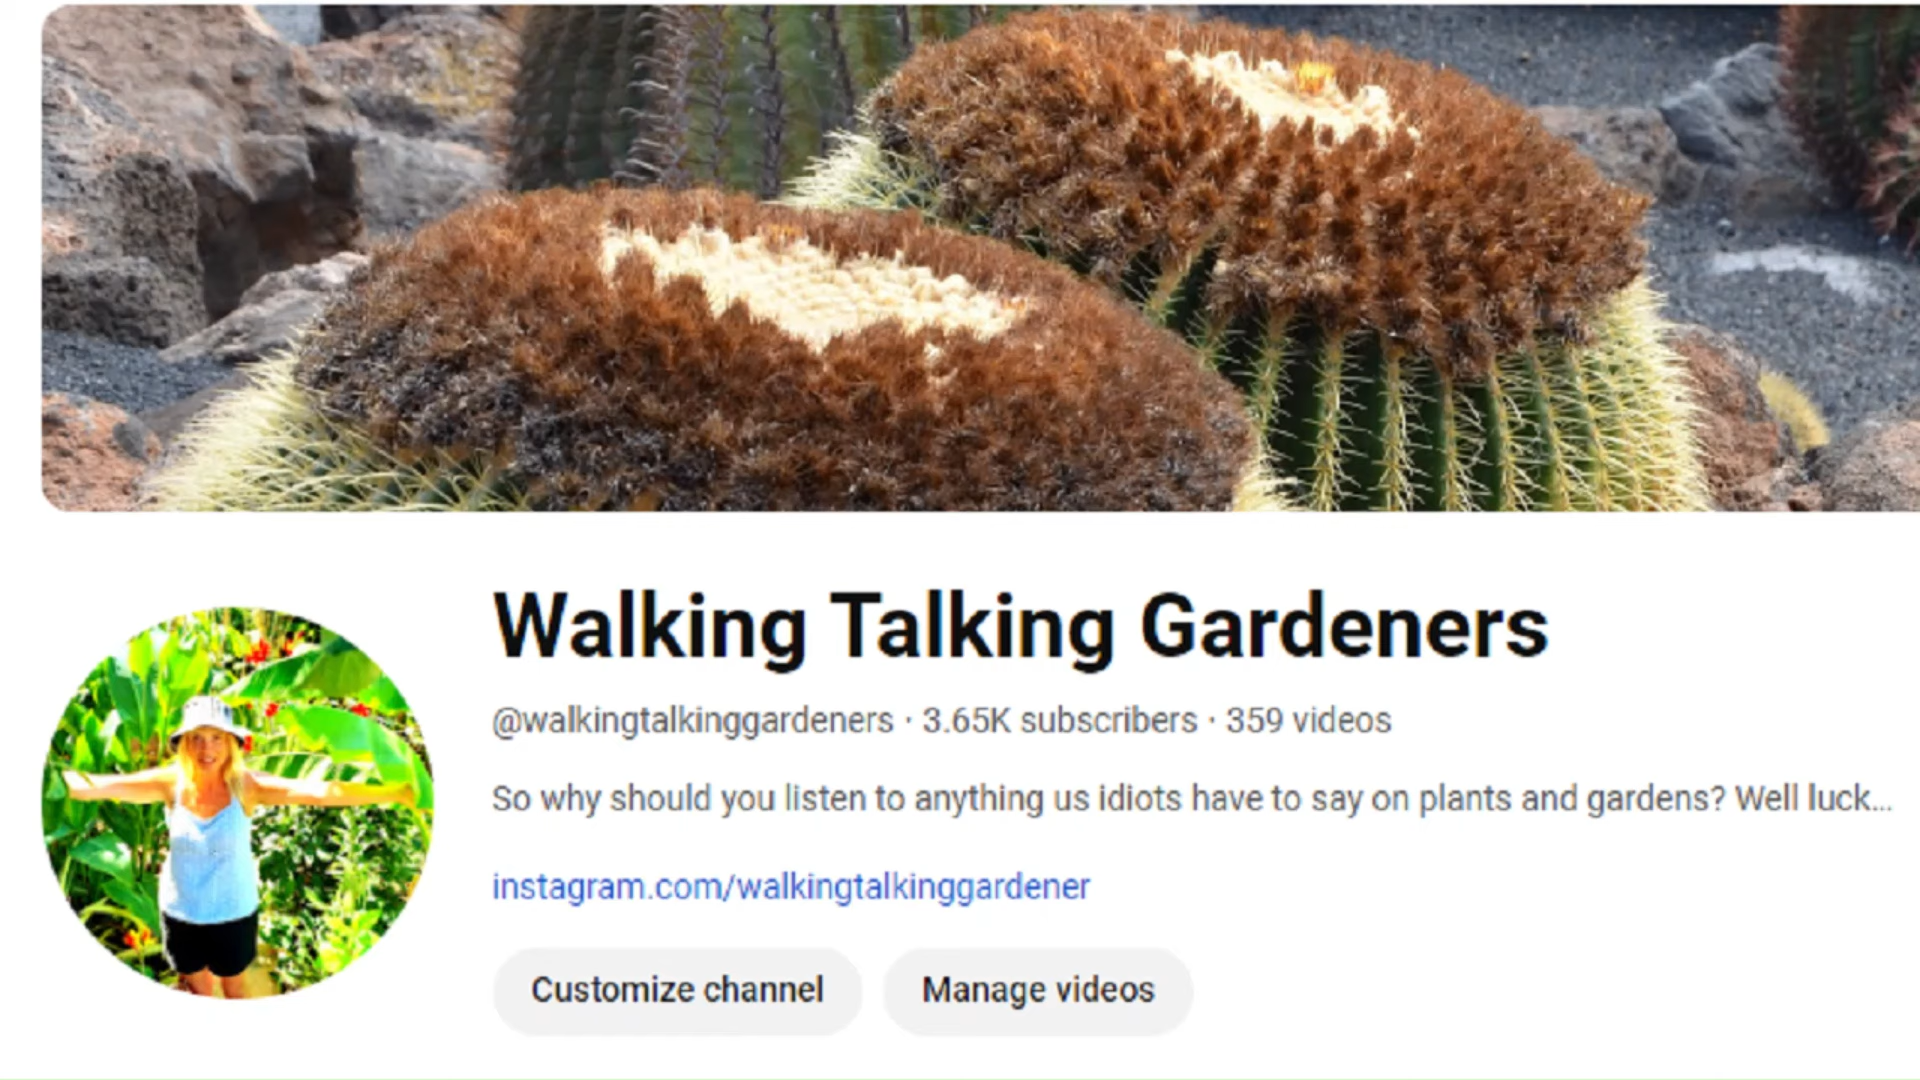 Walking Talking Gardeners
@walkingtalkinggardeners · 3.65K subscribers · 359 videos
So why should you listen to anything us idiots have to say on plants and gardens? Well luck...
instagram.com/walkingtalkinggardener
Customize channel
Manage videos